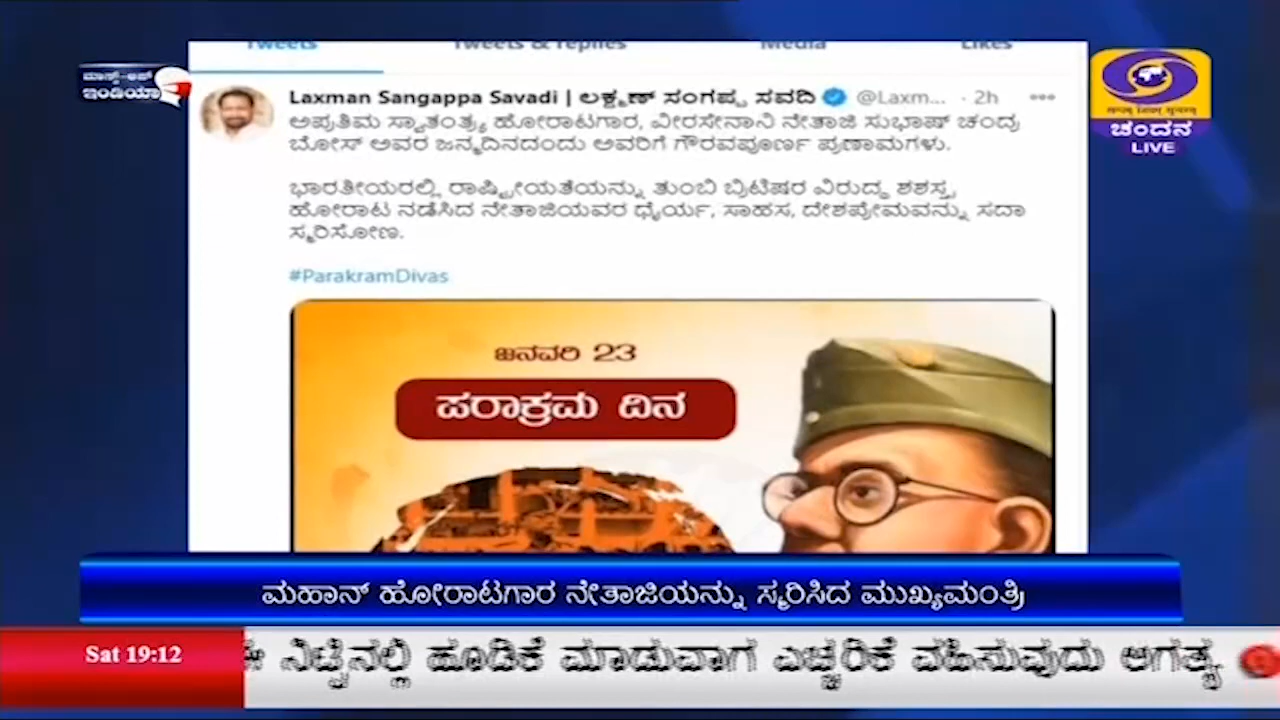 Tweets Tweets & replies Media Likes
ಮಾಸ್ಕ್-ಅಪ್
ಇಂಡಿಯಾ
Laxman Sangappa Savadi | ಲಕ್ಷ್ಮಣ್ ಸಂಗಪ್ಪ ಸವದಿ @Laxm... · 2h
ಅಪ್ರತಿಮ ಸ್ವಾತಂತ್ರ್ಯ ಹೋರಾಟಗಾರ, ವೀರಸೇನಾನಿ ನೇತಾಜಿ ಸುಭಾಷ್ ಚಂದ್ರ
ಬೋಸ್ ಅವರ ಜನ್ಮದಿನದಂದು ಅವರಿಗೆ ಗೌರವಪೂರ್ಣ ಪ್ರಣಾಮಗಳು.
ಭಾರತೀಯರಲ್ಲಿ ರಾಷ್ಟ್ರೀಯತೆಯನ್ನು ತುಂಬಿ ಬ್ರಿಟಿಷರ ವಿರುದ್ಧ ಶಶಸ್ತ್ರ
ಹೋರಾಟ ನಡೆಸಿದ ನೇತಾಜಿಯವರ ಧೈರ್ಯ, ಸಾಹಸ, ದೇಶಪ್ರೇಮವನ್ನು ಸದಾ
ಸ್ಮರಿಸೋಣ.
#ParakramDivas
ಜನವರಿ 23
ಪರಾಕ್ರಮ ದಿನ
ಚಂದನ
LIVE
ಮಹಾನ್ ಹೋರಾಟಗಾರ ನೇತಾಜಿಯನ್ನು ಸ್ಮರಿಸಿದ ಮುಖ್ಯಮಂತ್ರಿ
Sat 19:12 ಈ ನಿಟ್ಟಿನಲ್ಲಿ ಹೂಡಿಕೆ ಮಾಡುವಾಗ ಎಚ್ಚರಿಕೆ ವಹಿಸುವುದು ಅಗತ್ಯ